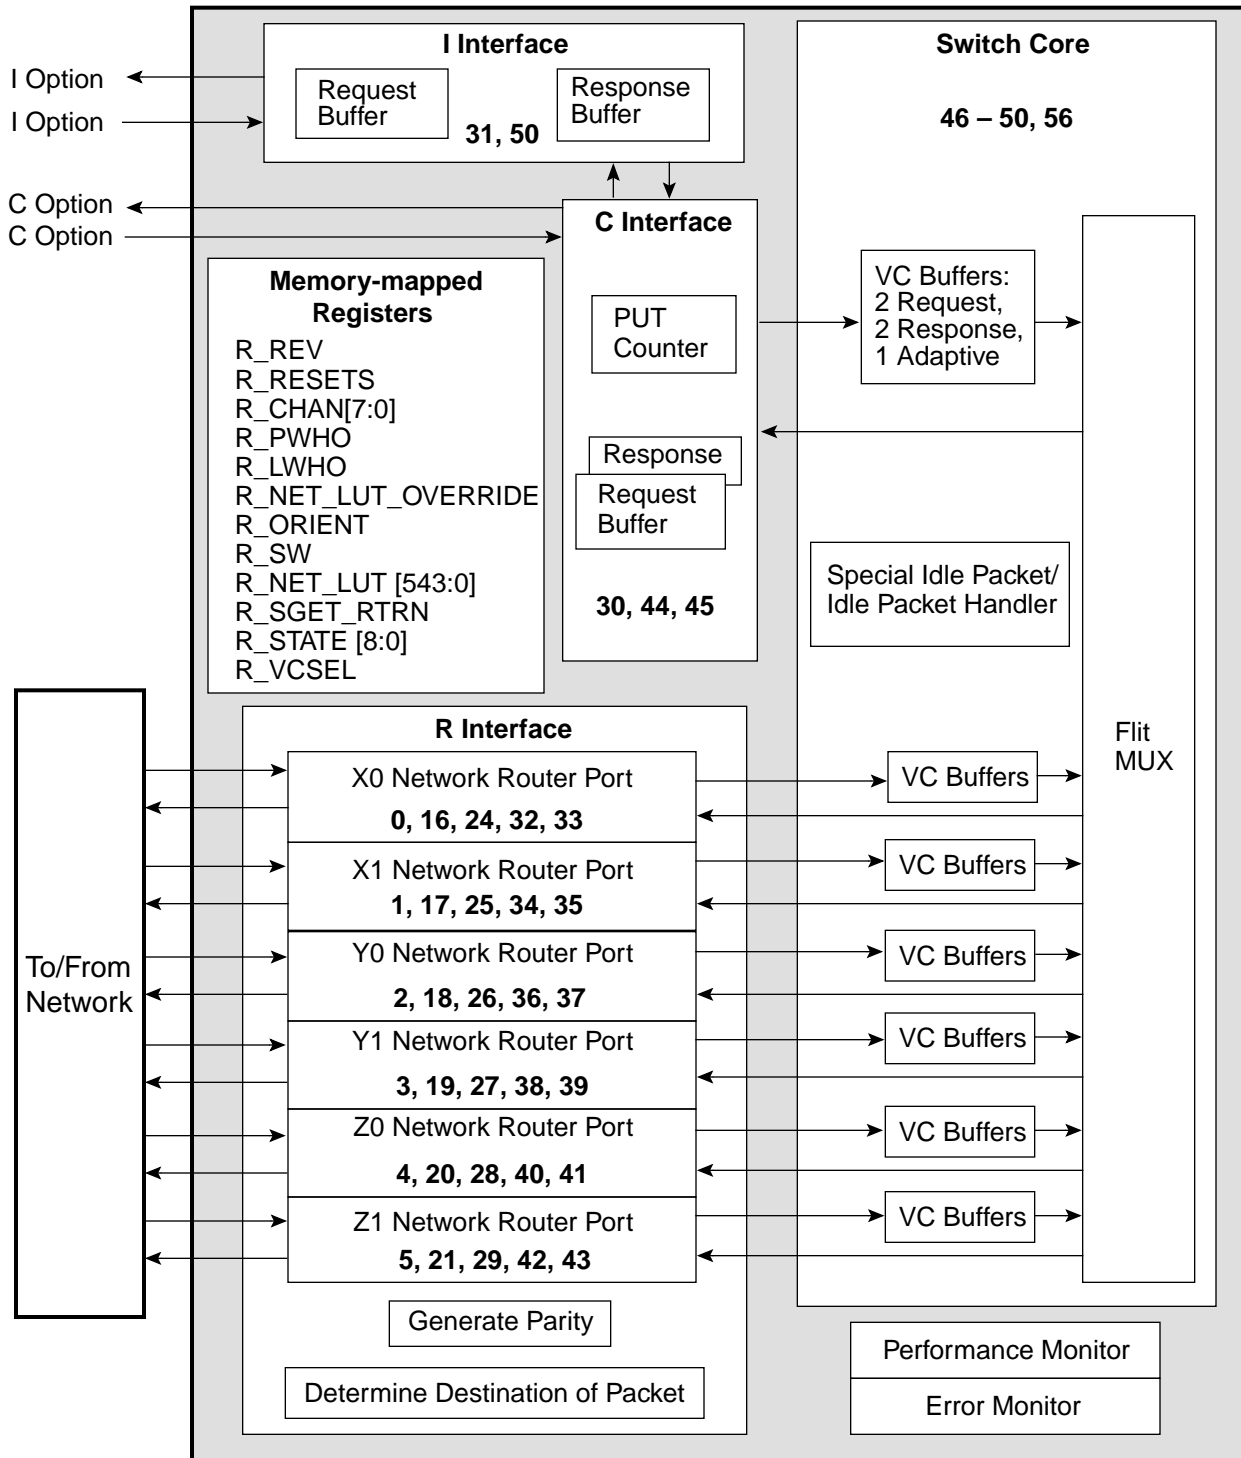 I Interface
Request
Buffer
Response
Buffer
31, 50
I Option
I Option
C Option
C Option
C Interface
PUT
Counter
Response
Request
Buffer
30, 44, 45
Memory-mapped
Registers
R_REV
R_RESETS
R_CHAN[7:0]
R_PWHO
R_LWHO
R_NET_LUT_OVERRIDE
R_ORIENT
R_SW
R_NET_LUT [543:0]
R_SGET_RTRN
R_STATE [8:0]
R_VCSEL
Switch Core
46 – 50, 56
VC Buffers:
2 Request,
2 Response,
1 Adaptive
Special Idle Packet/
Idle Packet Handler
Flit
MUX
To/From
Network
R Interface
X0 Network Router Port
0, 16, 24, 32, 33
VC Buffers
X1 Network Router Port
1, 17, 25, 34, 35
VC Buffers
Y0 Network Router Port
2, 18, 26, 36, 37
VC Buffers
Y1 Network Router Port
3, 19, 27, 38, 39
VC Buffers
Z0 Network Router Port
4, 20, 28, 40, 41
VC Buffers
Z1 Network Router Port
5, 21, 29, 42, 43
VC Buffers
Generate Parity
Determine Destination of Packet
Performance Monitor
Error Monitor